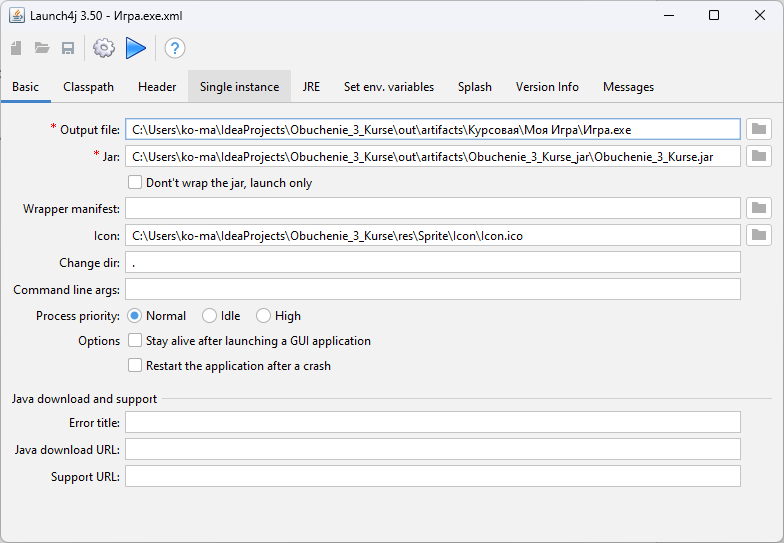 Launch4j 3.50 - Игра.exe.xml
Basic Classpath Header Single instance JRE Set env. variables Splash Version Info Messages
* Output file: C:\Users\ko-ma\IdeaProjects\Obuchenie_3_Kurse\out\artifacts\Курсовая\Моя Игра\Игра.exe
* Jar: C:\Users\ko-ma\IdeaProjects\Obuchenie_3_Kurse\out\artifacts\Obuchenie_3_Kurse_jar\Obuchenie_3_Kurse.jar
Dont't wrap the jar, launch only
Wrapper manifest:
Icon: C:\Users\ko-ma\IdeaProjects\Obuchenie_3_Kurse\res\Sprite\Icon\Icon.ico
Change dir: .
Command line args:
Process priority: Normal Idle High
Options Stay alive after launching a GUI application
Restart the application after a crash
Java download and support
Error title:
Java download URL:
Support URL: